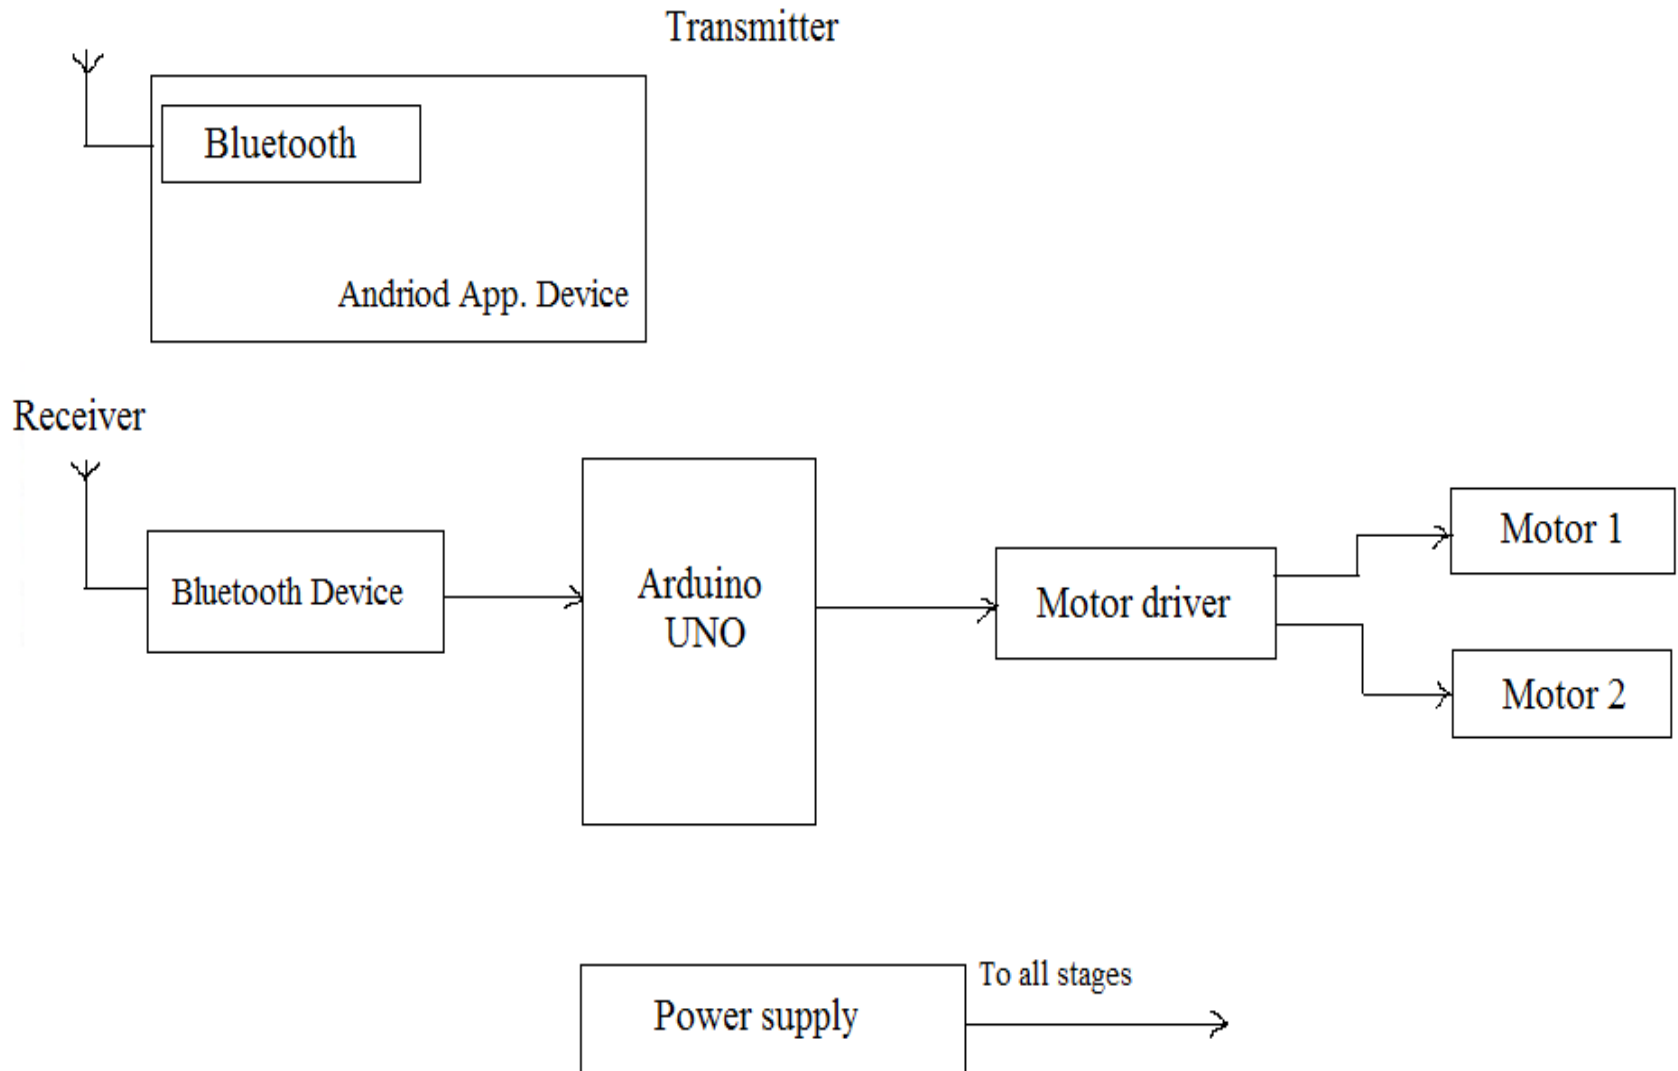 Transmitter
Bluetooth
Andriod App. Device
Receiver
Bluetooth Device
Arduino
UNO
Motor driver
Motor 1
Motor 2
Power supply
To all stages